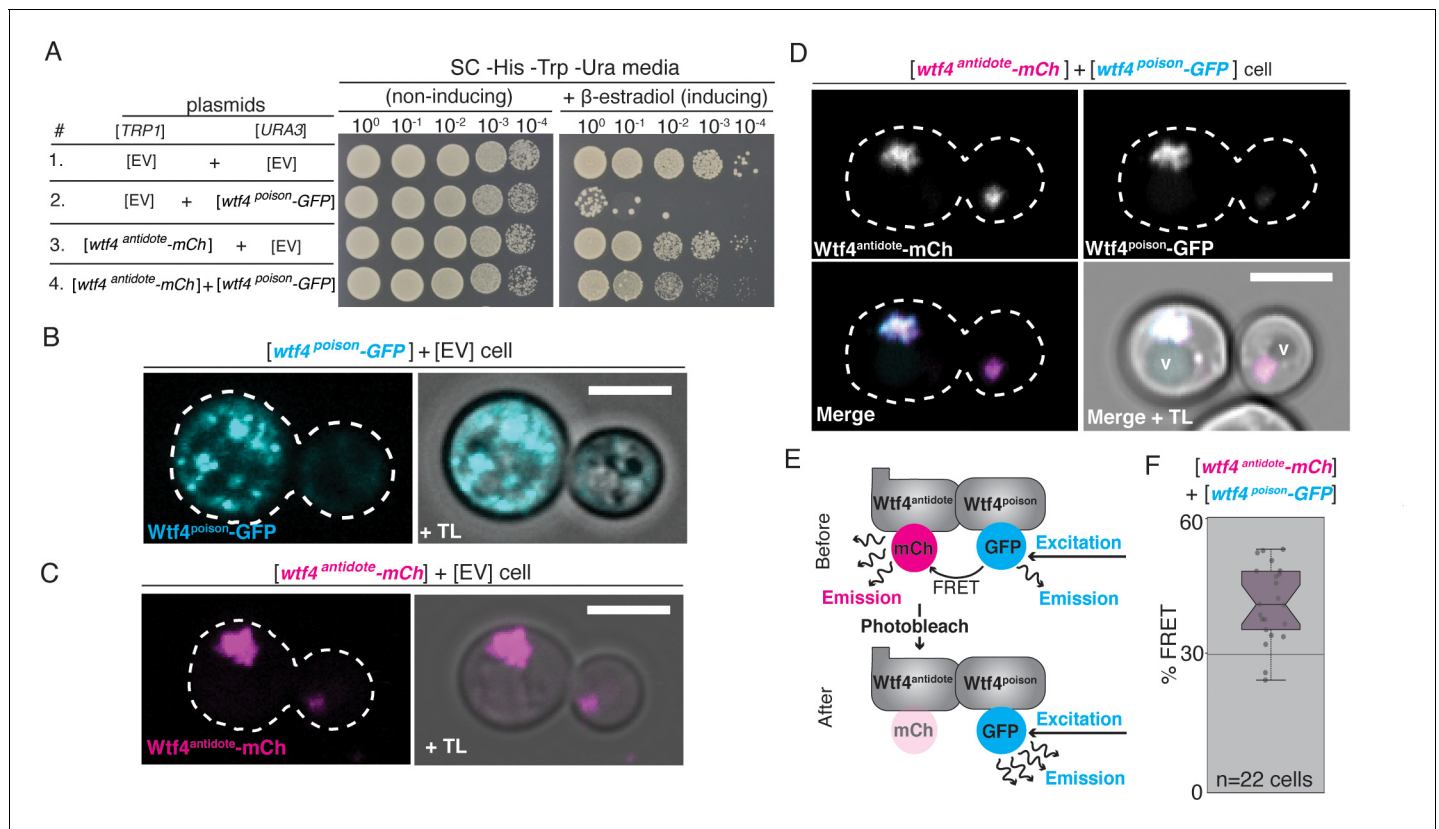 A
SC -His -Trp -Ura media
plasmids
(non-inducing)
+ β-estradiol (inducing)
# [TRP1] [URA3]
10⁰ 10⁻¹ 10⁻² 10⁻³ 10⁻⁴
10⁰ 10⁻¹ 10⁻² 10⁻³ 10⁻⁴
1. [EV] + [EV]
2. [EV] + [wtf4 poison-GFP]
3. [wtf4 antidote-mCh] + [EV]
4. [wtf4 antidote-mCh]+[wtf4 poison-GFP]
B
[wtf4 poison-GFP] + [EV] cell
Wtf4poison-GFP
+ TL
C
[wtf4 antidote-mCh] + [EV] cell
Wtf4antidote-mCh
+ TL
D
[wtf4 antidote-mCh] + [wtf4 poison-GFP] cell
Wtf4antidote-mCh
Wtf4poison-GFP
Merge
v
v
Merge + TL
E
Before
Wtf4antidote
Wtf4poison
mCh
GFP
Excitation
FRET
Emission
Emission
Photobleach
After
Wtf4antidote
Wtf4poison
mCh
GFP
Excitation
Emission
F
[wtf4 antidote-mCh]
+ [wtf4 poison-GFP]
60
% FRET
30
0
n=22 cells